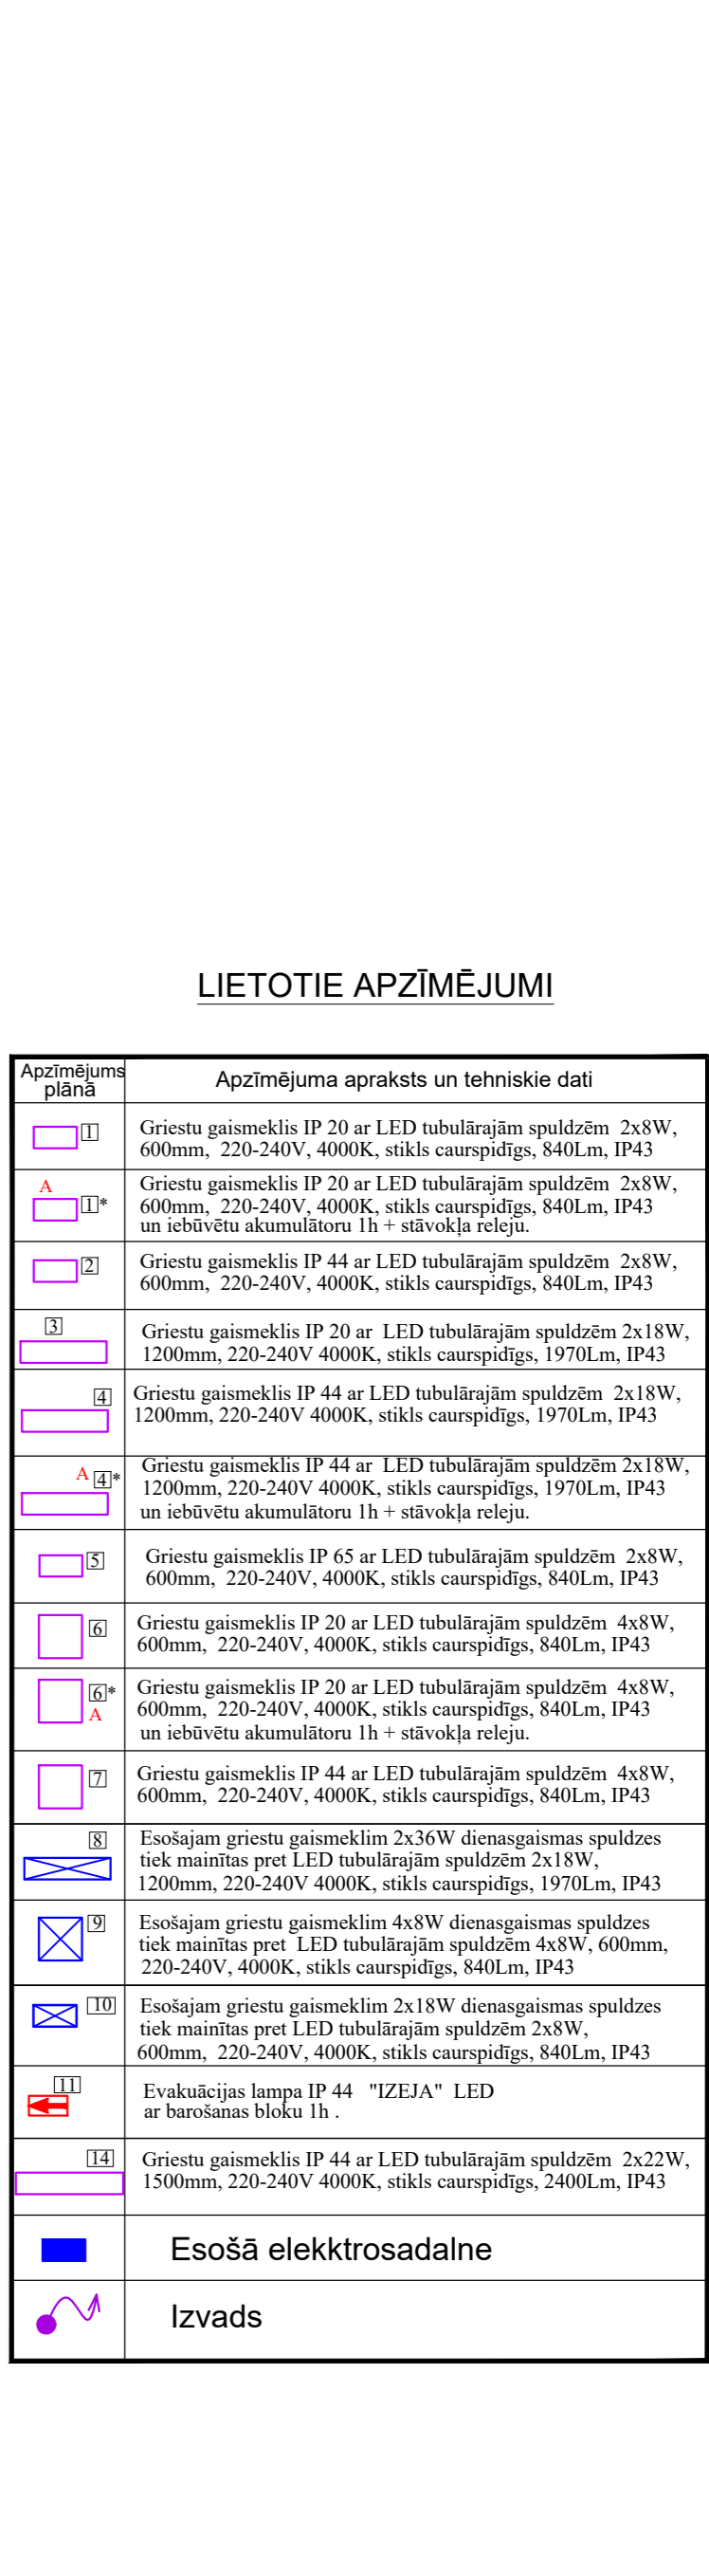 LIETOTIE APZĪMĒJUMI
Apzīmējums
plānā
Apzīmējuma apraksts un tehniskie dati
1
Griestu gaismeklis IP 20 ar LED tubulārajām spuldzēm 2x8W,
600mm, 220-240V, 4000K, stikls caurspidīgs, 840Lm, IP43
A
1*
Griestu gaismeklis IP 20 ar LED tubulārajām spuldzēm 2x8W,
600mm, 220-240V, 4000K, stikls caurspidīgs, 840Lm, IP43
un iebūvētu akumulātoru 1h + stāvokļa releju.
2
Griestu gaismeklis IP 44 ar LED tubulārajām spuldzēm 2x8W,
600mm, 220-240V, 4000K, stikls caurspidīgs, 840Lm, IP43
3
Griestu gaismeklis IP 20 ar LED tubulārajām spuldzēm 2x18W,
1200mm, 220-240V 4000K, stikls caurspidīgs, 1970Lm, IP43
4
Griestu gaismeklis IP 44 ar LED tubulārajām spuldzēm 2x18W,
1200mm, 220-240V 4000K, stikls caurspidīgs, 1970Lm, IP43
A 4*
Griestu gaismeklis IP 44 ar LED tubulārajām spuldzēm 2x18W,
1200mm, 220-240V 4000K, stikls caurspidīgs, 1970Lm, IP43
un iebūvētu akumulātoru 1h + stāvokļa releju.
5
Griestu gaismeklis IP 65 ar LED tubulārajām spuldzēm 2x8W,
600mm, 220-240V, 4000K, stikls caurspidīgs, 840Lm, IP43
6
Griestu gaismeklis IP 20 ar LED tubulārajām spuldzēm 4x8W,
600mm, 220-240V, 4000K, stikls caurspidīgs, 840Lm, IP43
6*
A
Griestu gaismeklis IP 20 ar LED tubulārajām spuldzēm 4x8W,
600mm, 220-240V, 4000K, stikls caurspidīgs, 840Lm, IP43
un iebūvētu akumulātoru 1h + stāvokļa releju.
7
Griestu gaismeklis IP 44 ar LED tubulārajām spuldzēm 4x8W,
600mm, 220-240V, 4000K, stikls caurspidīgs, 840Lm, IP43
8
Esošajam griestu gaismeklim 2x36W dienasgaismas spuldzes
tiek mainītas pret LED tubulārajām spuldzēm 2x18W,
1200mm, 220-240V 4000K, stikls caurspidīgs, 1970Lm, IP43
9
Esošajam griestu gaismeklim 4x8W dienasgaismas spuldzes
tiek mainītas pret LED tubulārajām spuldzēm 4x8W, 600mm,
220-240V, 4000K, stikls caurspidīgs, 840Lm, IP43
10
Esošajam griestu gaismeklim 2x18W dienasgaismas spuldzes
tiek mainītas pret LED tubulārajām spuldzēm 2x8W,
600mm, 220-240V, 4000K, stikls caurspidīgs, 840Lm, IP43
11
Evakuācijas lampa IP 44 "IZEJA" LED
ar barošanas bloku 1h .
14
Griestu gaismeklis IP 44 ar LED tubulārajām spuldzēm 2x22W,
1500mm, 220-240V 4000K, stikls caurspidīgs, 2400Lm, IP43
Esošā elekktrosadalne
Izvads